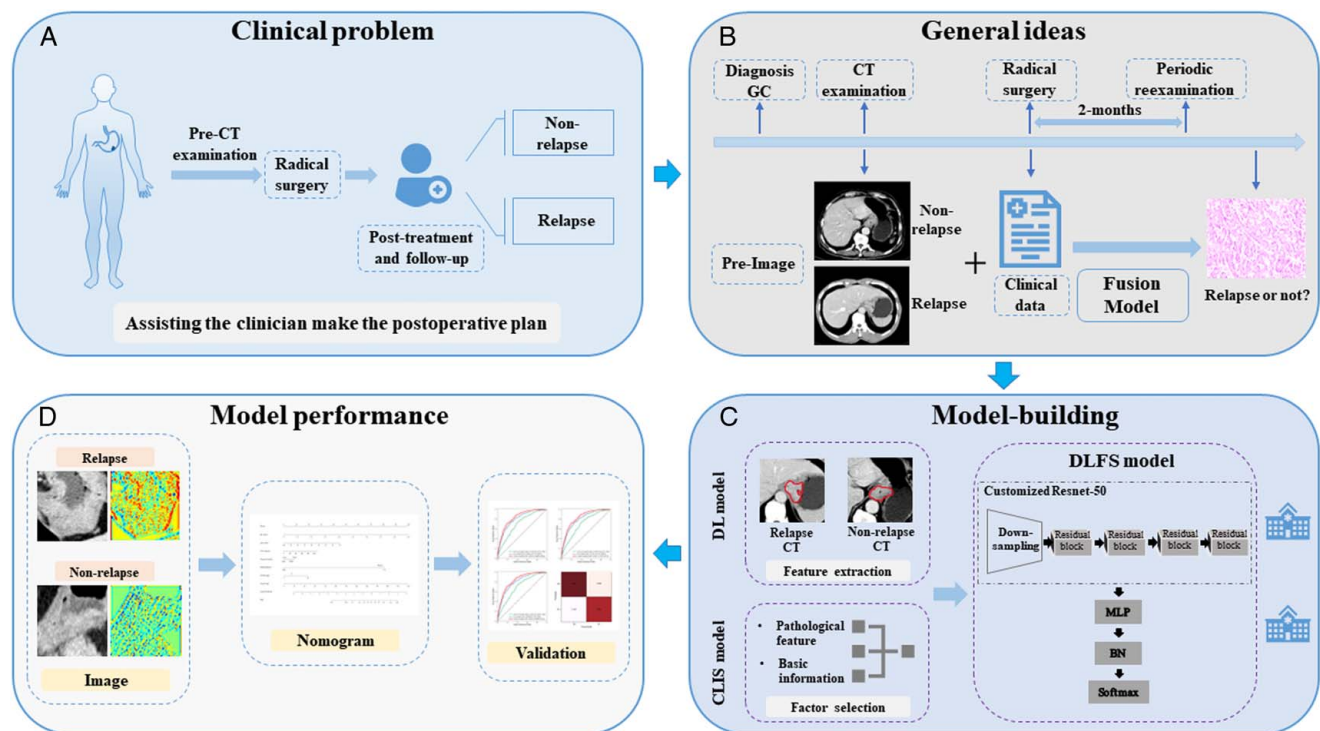 A
Clinical problem
Pre-CT
examination
Radical
surgery
Post-treatment
and follow-up
Non-
relapse
Relapse
Assisting the clinician make the postoperative plan
B
General ideas
Diagnosis
GC
CT
examination
Radical
surgery
Periodic
reexamination
2-months
Pre-Image
Non-
relapse
Relapse
+
Clinical
data
Fusion
Model
Relapse or not?
C
Model-building
DL model
Relapse
CT
Non-relapse
CT
Feature extraction
CLIS model
• Pathological
feature
• Basic
information
Factor selection
DLFS model
Customized Resnet-50
Down-
sampling
Residual
block
Residual
block
Residual
block
Residual
block
MLP
BN
Softmax
D
Model performance
Relapse
Non-relapse
Image
Nomogram
Validation